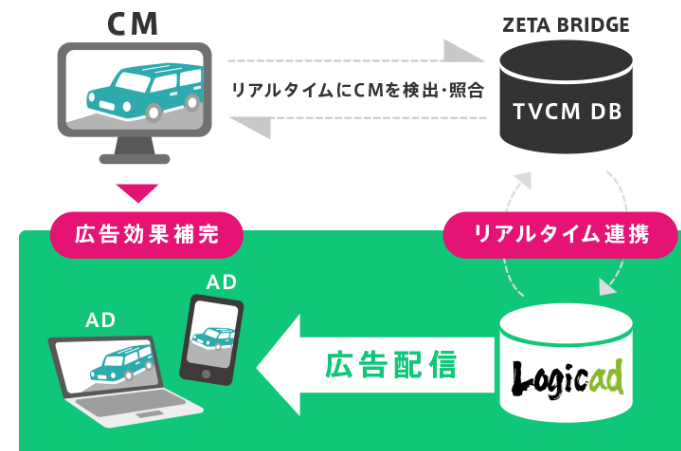 CM
ZETA BRIDGE
リアルタイムにCMを検出・照合
TVCM DB
広告効果補完
リアルタイム連携
AD
AD
広告配信
Logicad